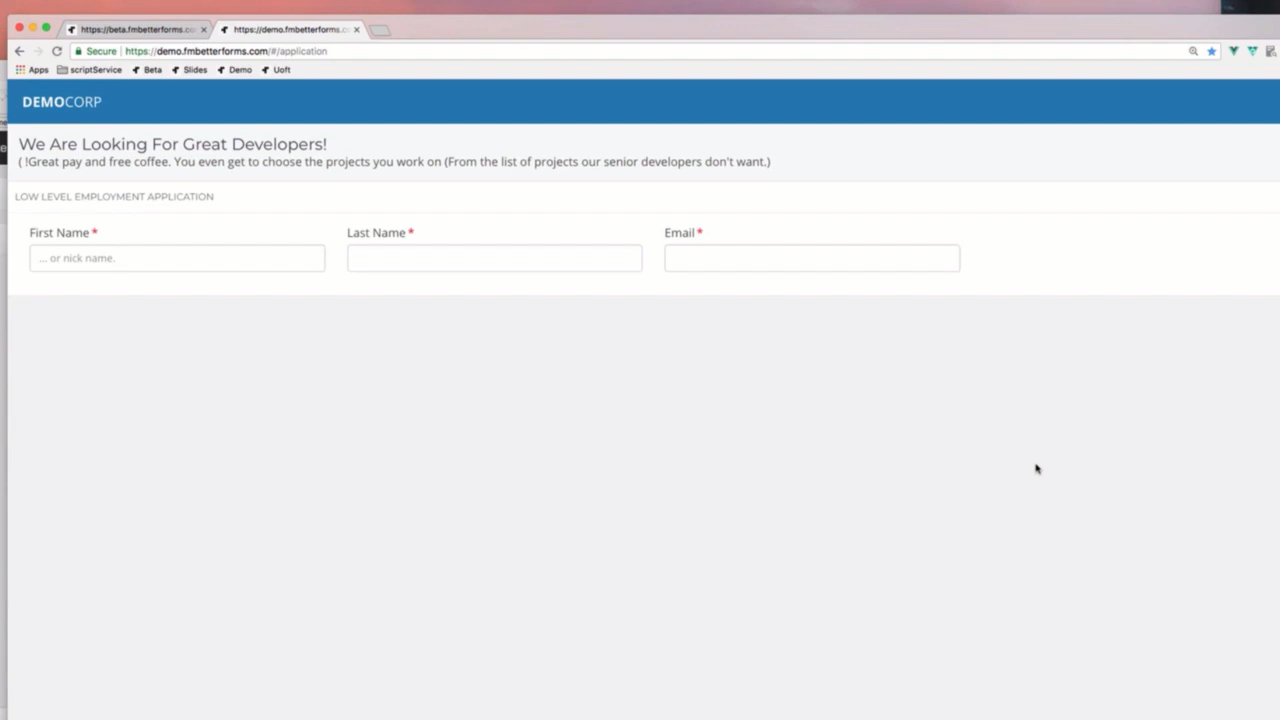 https://beta.fmbetterforms.co
https://demo.fmbetterforms.c
Secure
https://demo.fmbetterforms.com/#/application
Apps
scriptService
Beta
Slides
Demo
Uoft
DEMOCORP
We Are Looking For Great Developers!
( !Great pay and free coffee. You even get to choose the projects you work on (From the list of projects our senior developers don't want.)
LOW LEVEL EMPLOYMENT APPLICATION
First Name *
Last Name *
Email *
... or nick name.